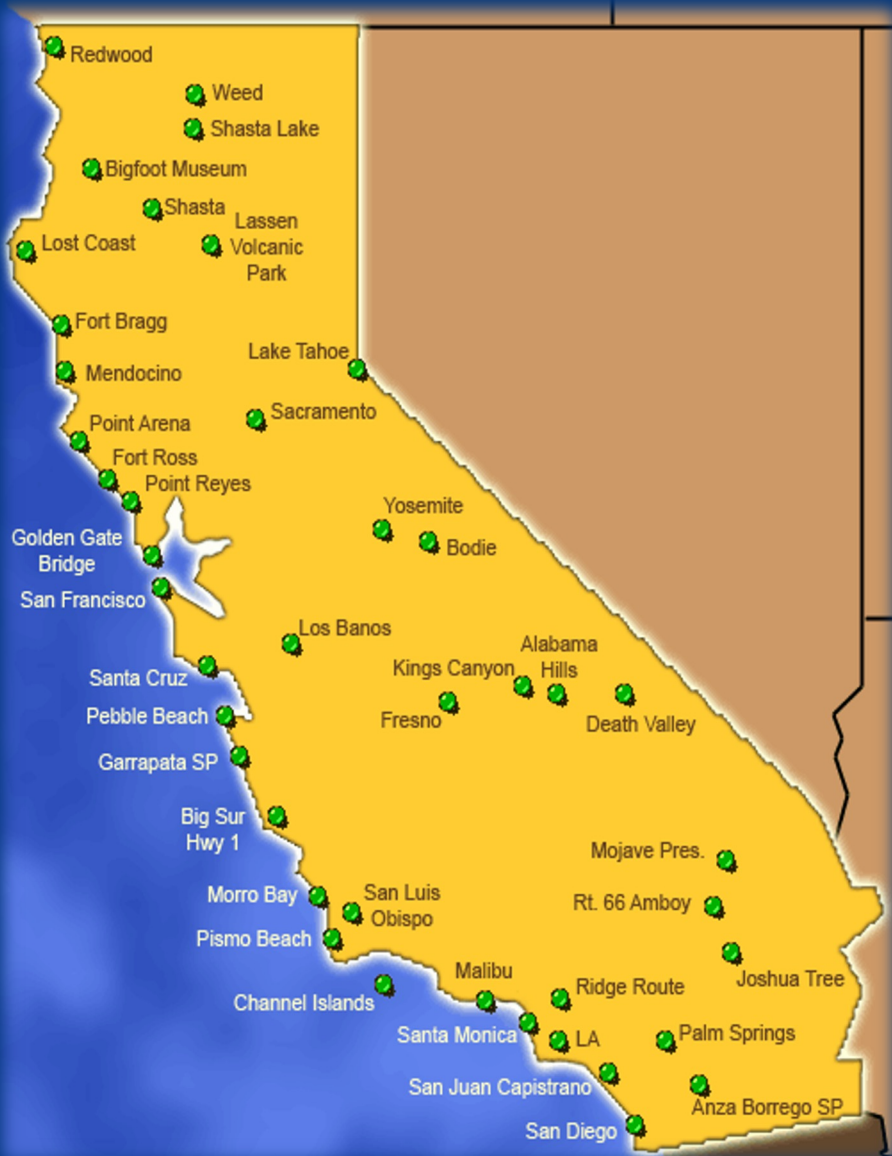 Redwood
Weed
Shasta Lake
Bigfoot Museum
Shasta
Lassen
Volcanic
Park
Lost Coast
Fort Bragg
Lake Tahoe
Mendocino
Sacramento
Point Arena
Fort Ross
Point Reyes
Yosemite
Bodie
Golden Gate
Bridge
San Francisco
Los Banos
Alabama
Hills
Kings Canyon
Santa Cruz
Fresno
Death Valley
Pebble Beach
Garrapata SP
Big Sur
Hwy 1
Mojave Pres.
Morro Bay
San Luis
Obispo
Rt. 66 Amboy
Pismo Beach
Malibu
Joshua Tree
Channel Islands
Ridge Route
Santa Monica
LA
Palm Springs
San Juan Capistrano
Anza Borrego SP
San Diego